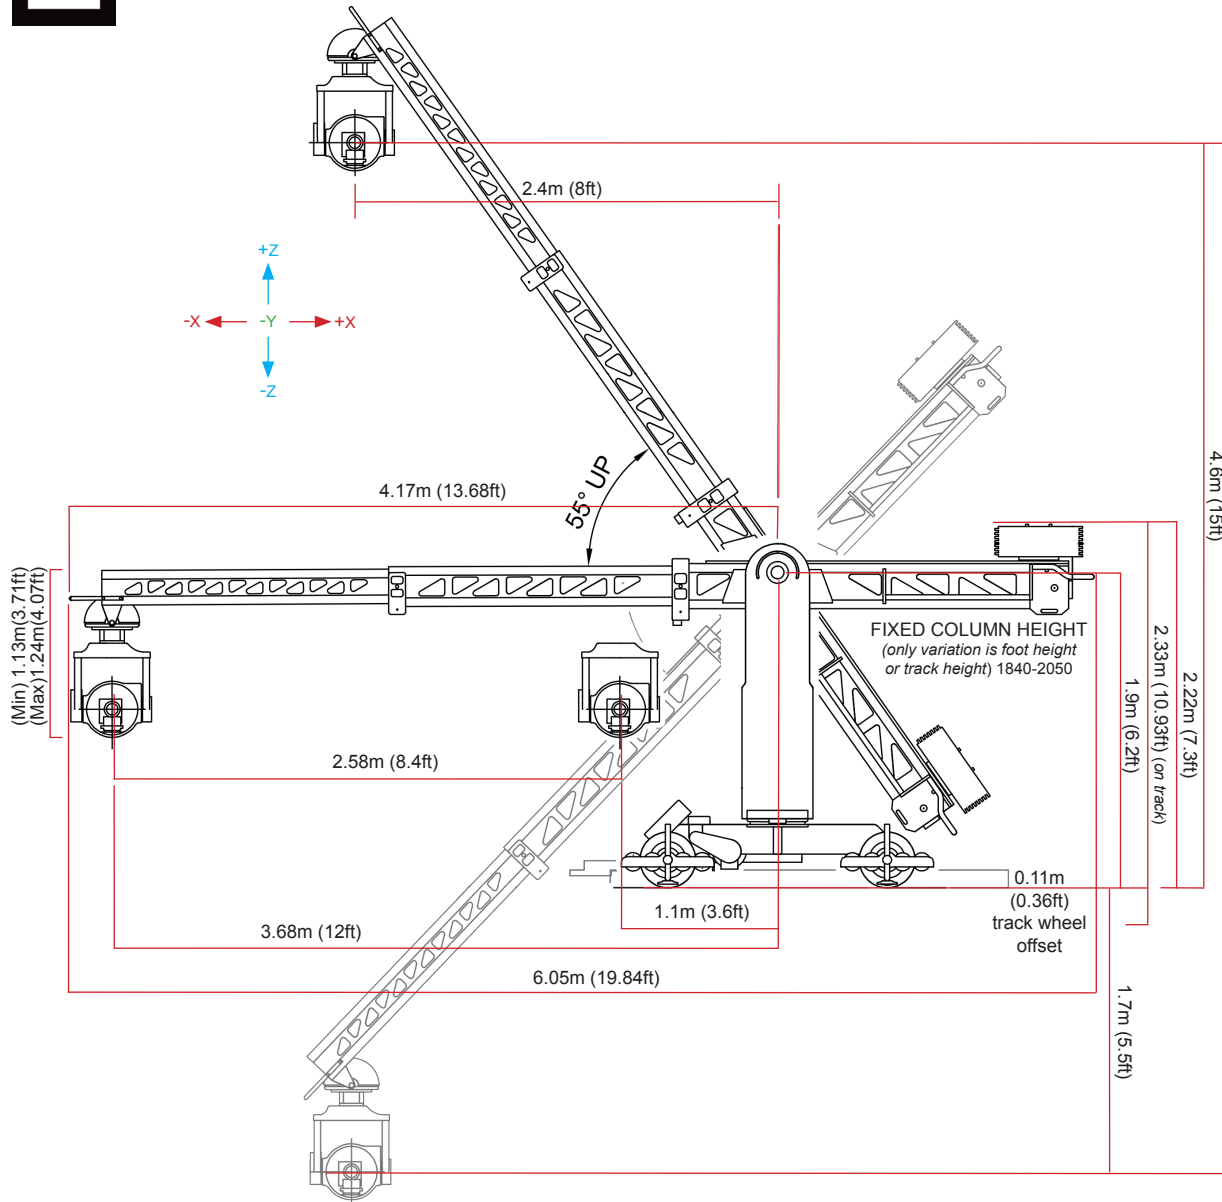 2.4m (8ft)
+Z
-X
-Y
+X
-Z
55° UP
4.6m (15ft)
4.17m (13.68ft)
(Min) 1.13m(3.71ft)
(Max)1.24m(4.07ft)
FIXED COLUMN HEIGHT
(only variation is foot height
or track height) 1840-2050
1.9m (6.2ft)
2.33m (10.93ft) (on track)
2.22m (7.3ft)
2.58m (8.4ft)
0.11m
(0.36ft)
track wheel
offset
1.1m (3.6ft)
3.68m (12ft)
6.05m (19.84ft)
1.7m (5.5ft)